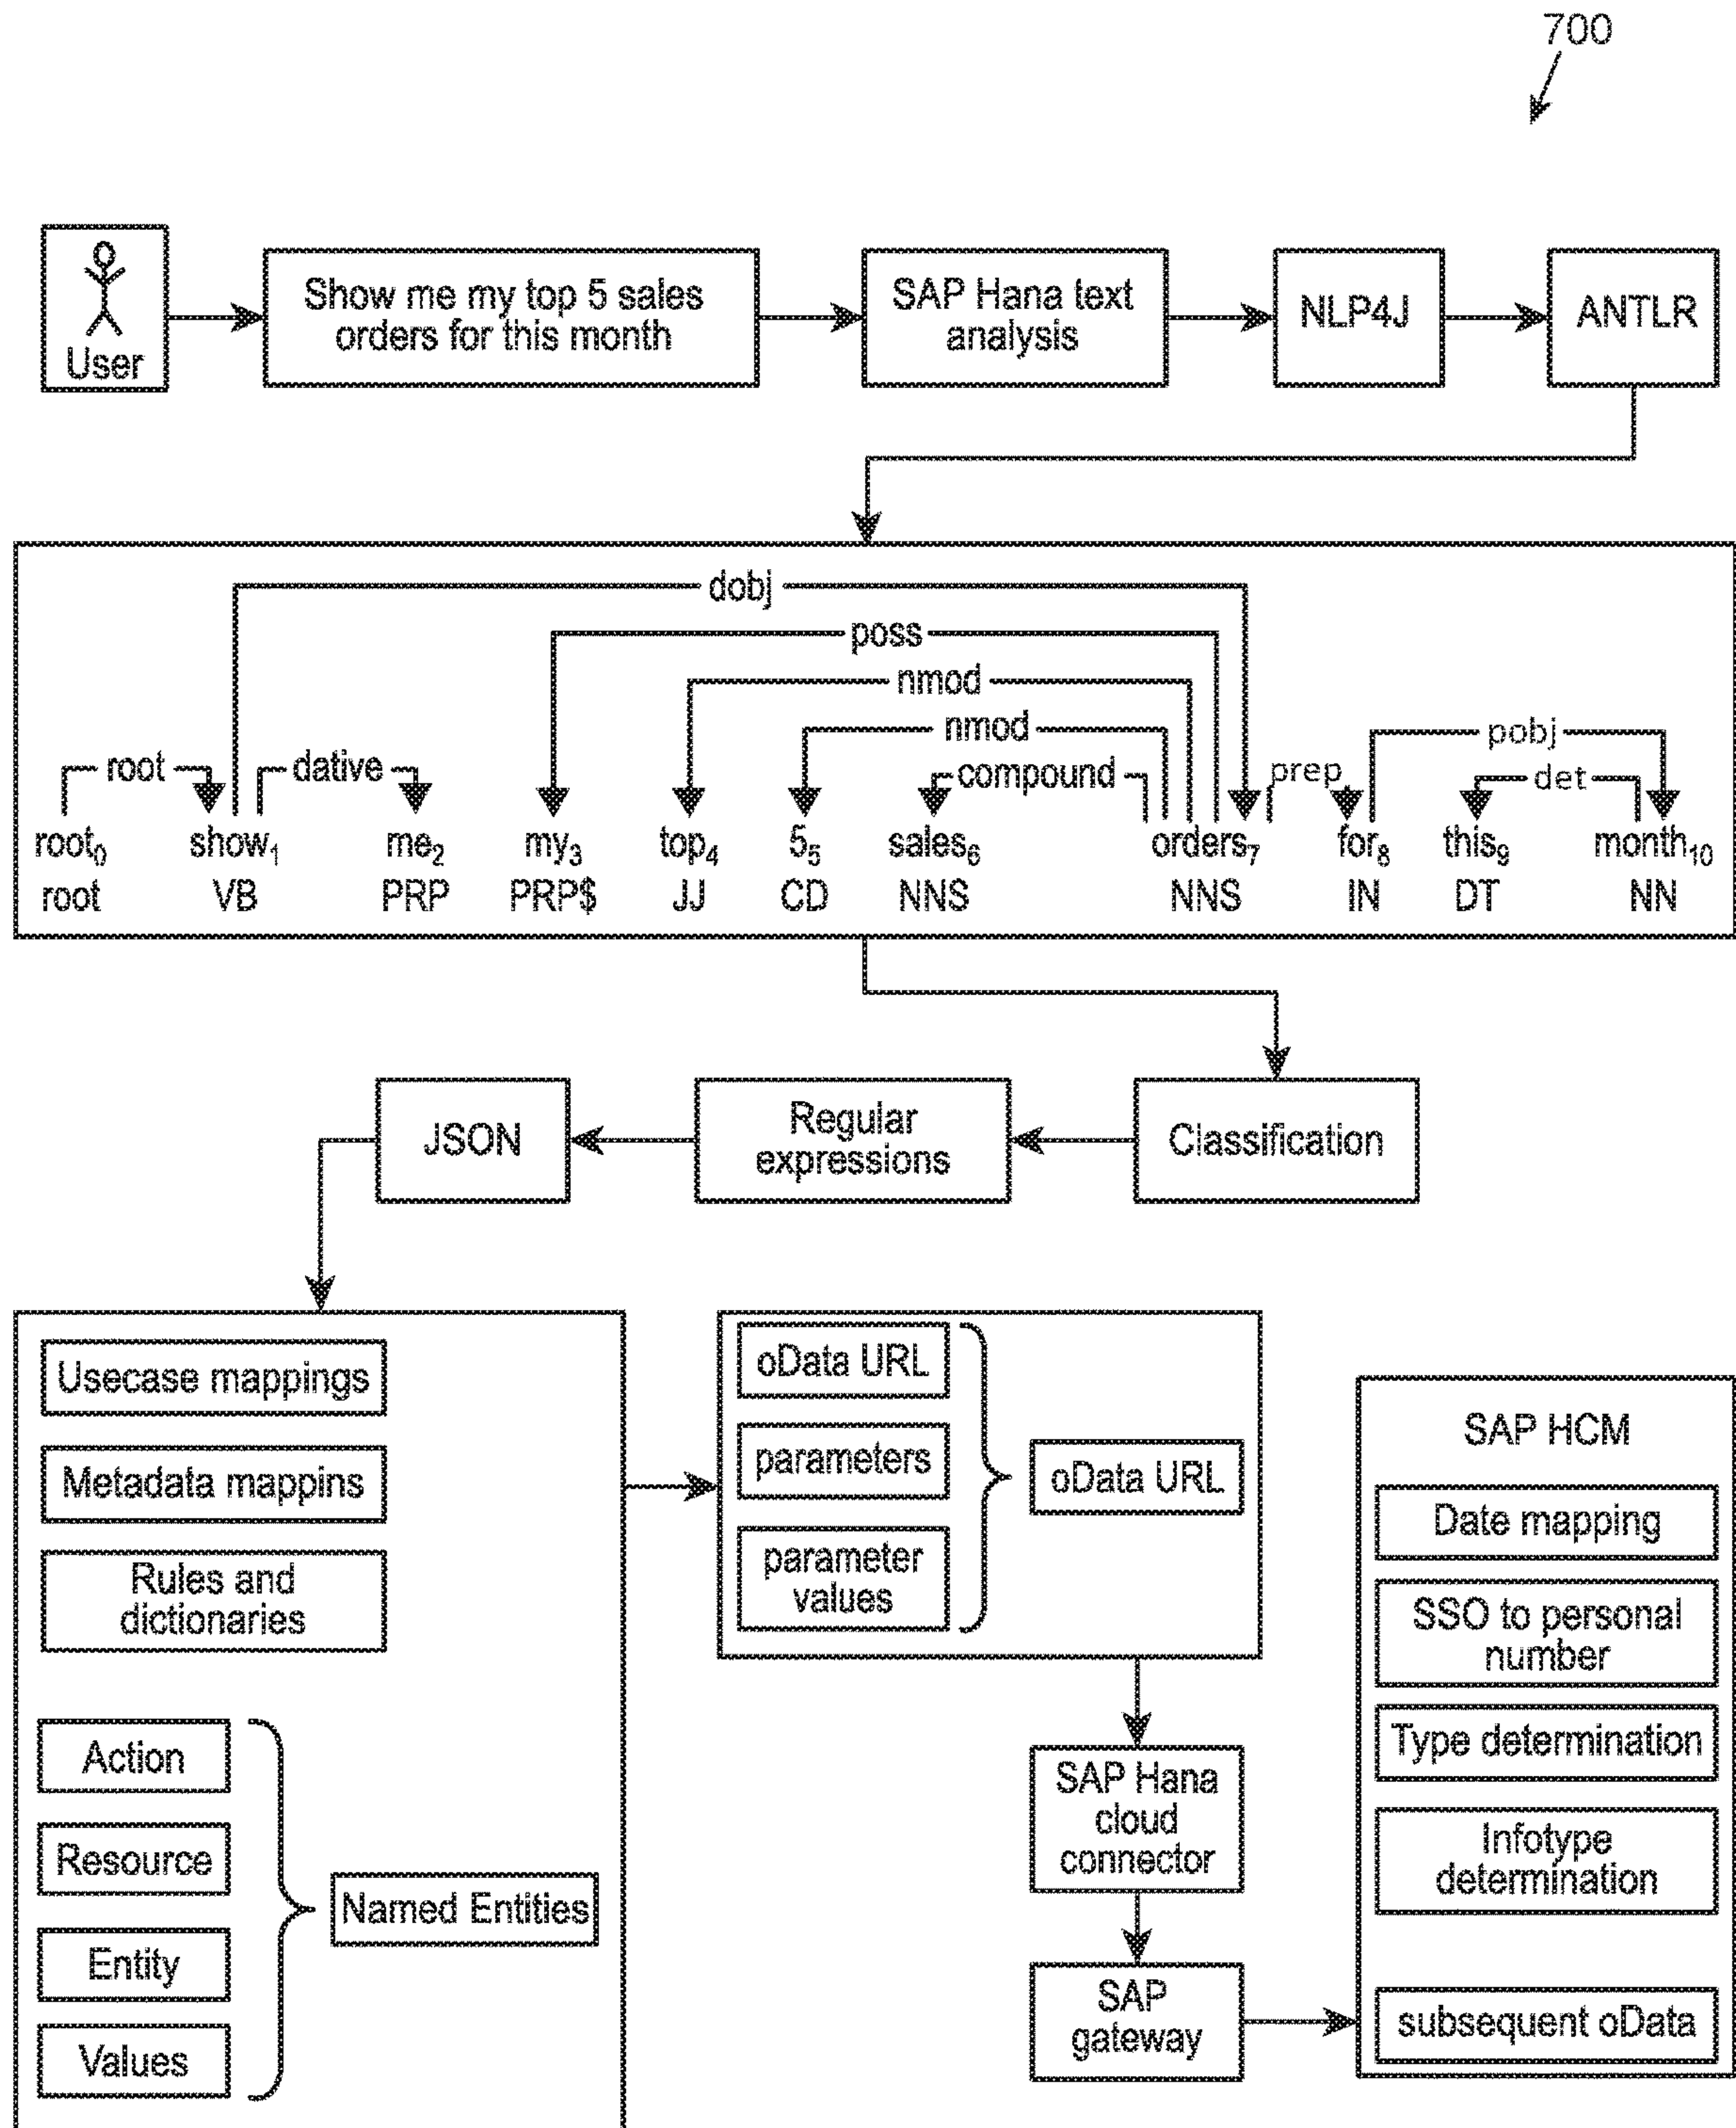 700
User
Show me my top 5 sales
orders for this month
SAP Hana text
analysis
NLP4J
ANTLR
dobj
poss
nmod
nmod
pobj
root
dative
compound
prep
det
root₀ show₁ me₂ my₃ top₄ 5₅ sales₆ orders₇ for₈ this₉ month₁₀
root VB PRP PRP$ JJ CD NNS NNS IN DT NN
JSON
Regular
expressions
Classification
Usecase mappings
Metadata mappins
Rules and
dictionaries
Action
Resource
Entity
Values
Named Entities
oData URL
parameters
parameter
values
oData URL
SAP Hana
cloud
connector
SAP
gateway
SAP HCM
Date mapping
SSO to personal
number
Type determination
Infotype
determination
subsequent oData